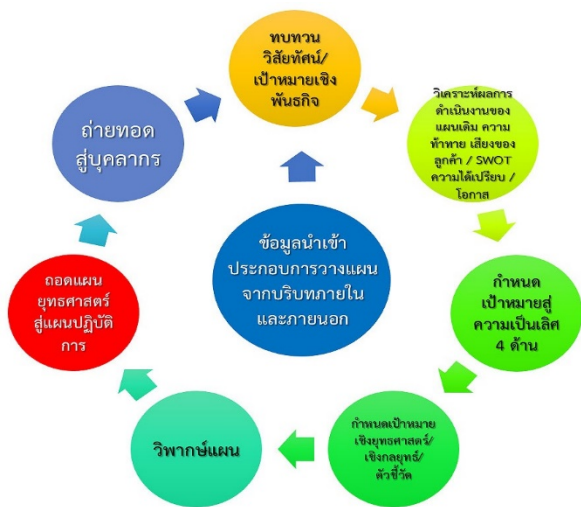 ทบทวน
วิสัยทัศน์/
เป้าหมายเชิง
พันธกิจ
วิเคราะห์ผลการ
ดำเนินงานของ
แผนเดิม ความ
ท้าทาย เสียงของ
ลูกค้า / SWOT
ความได้เปรียบ /
โอกาส
กำหนด
เป้าหมายสู่
ความเป็นเลิศ
4 ด้าน
กำหนดเป้าหมาย
เชิงยุทธศาสตร์/
เชิงกลยุทธ์/
ตัวชี้วัด
วิพากษ์แผน
ถอดแผน
ยุทธศาสตร์
สู่แผนปฏิบัติ
การ
ถ่ายทอด
สู่บุคลากร
ข้อมูลนำเข้า
ประกอบการวางแผน
จากบริบทภายใน
และภายนอก